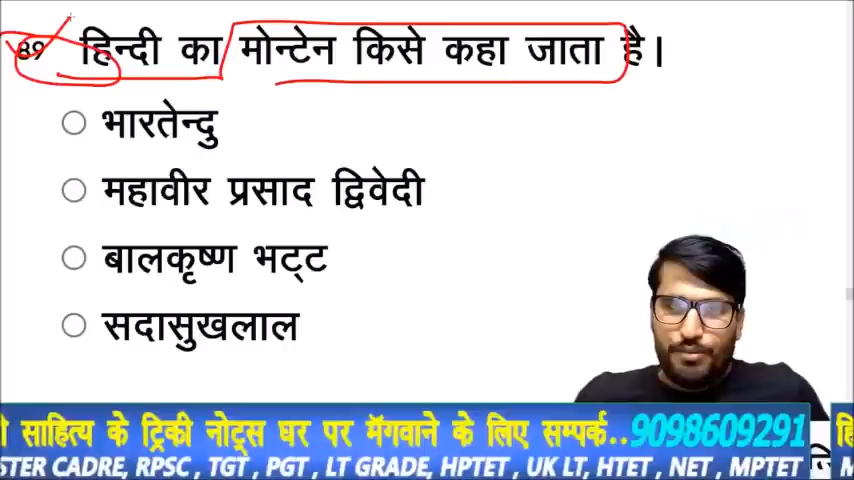 89 हिन्दी का मोन्टेन किसे कहा जाता है।
भारतेन्दु
महावीर प्रसाद द्विवेदी
बालकृष्ण भट्ट
सदासुखलाल
साहित्य के ट्रिकी नोट्स घर पर मँगवाने के लिए सम्पर्क..9098609291
STER CADRE, RPSC , TGT , PGT , LT GRADE, HPTET , UK LT, HTET , NET , MPTET